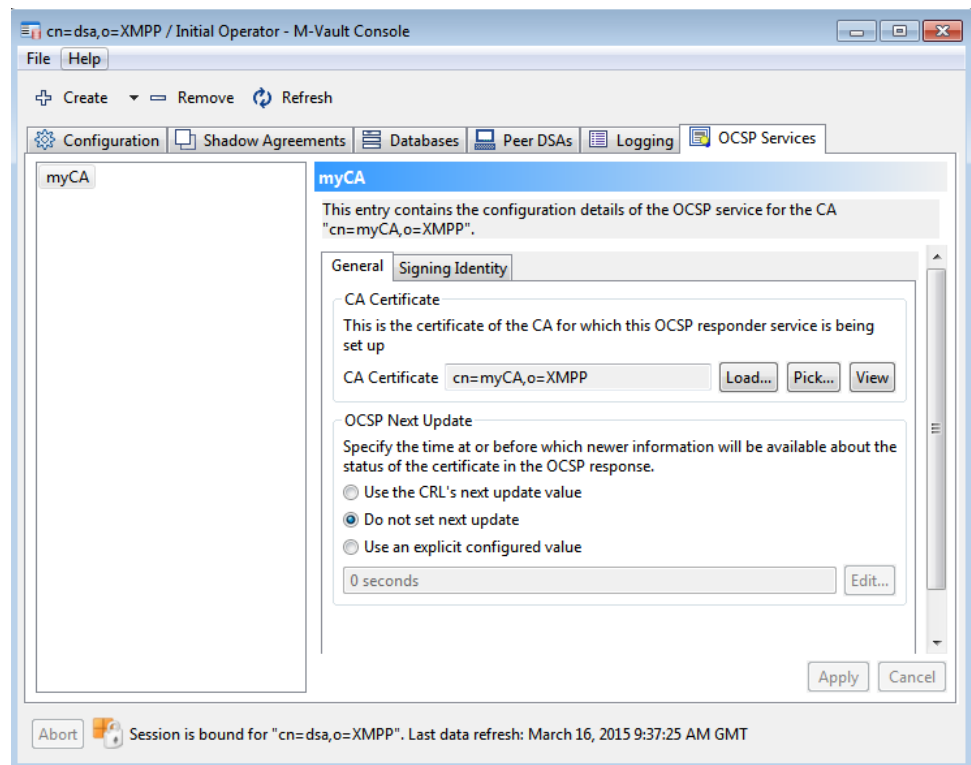 cn=dsa,o=XMPP / Initial Operator - M-Vault Console
File Help
Create Remove Refresh
Configuration Shadow Agreements Databases Peer DSAs Logging OCSP Services
myCA
myCA
This entry contains the configuration details of the OCSP service for the CA
"cn=myCA,o=XMPP".
General Signing Identity
CA Certificate
This is the certificate of the CA for which this OCSP responder service is being
set up
CA Certificate cn=myCA,o=XMPP Load... Pick... View
OCSP Next Update
Specify the time at or before which newer information will be available about the
status of the certificate in the OCSP response.
Use the CRL's next update value
Do not set next update
Use an explicit configured value
0 seconds Edit...
Apply Cancel
Abort Session is bound for "cn=dsa,o=XMPP". Last data refresh: March 16, 2015 9:37:25 AM GMT